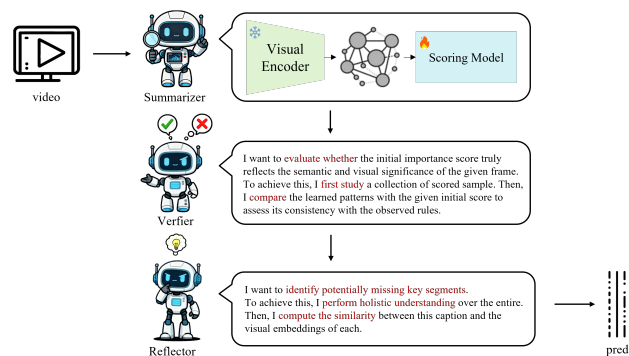 video
Summarizer
Visual
Encoder
Scoring Model
Verfier
I want to evaluate whether the initial importance score truly
reflects the semantic and visual significance of the given frame.
To achieve this, I first study a collection of scored sample. Then,
I compare the learned patterns with the given initial score to
assess its consistency with the observed rules.
Reflector
I want to identify potentially missing key segments.
To achieve this, I perform holistic understanding over the entire.
Then, I compute the similarity between this caption and the
visual embeddings of each.
pred